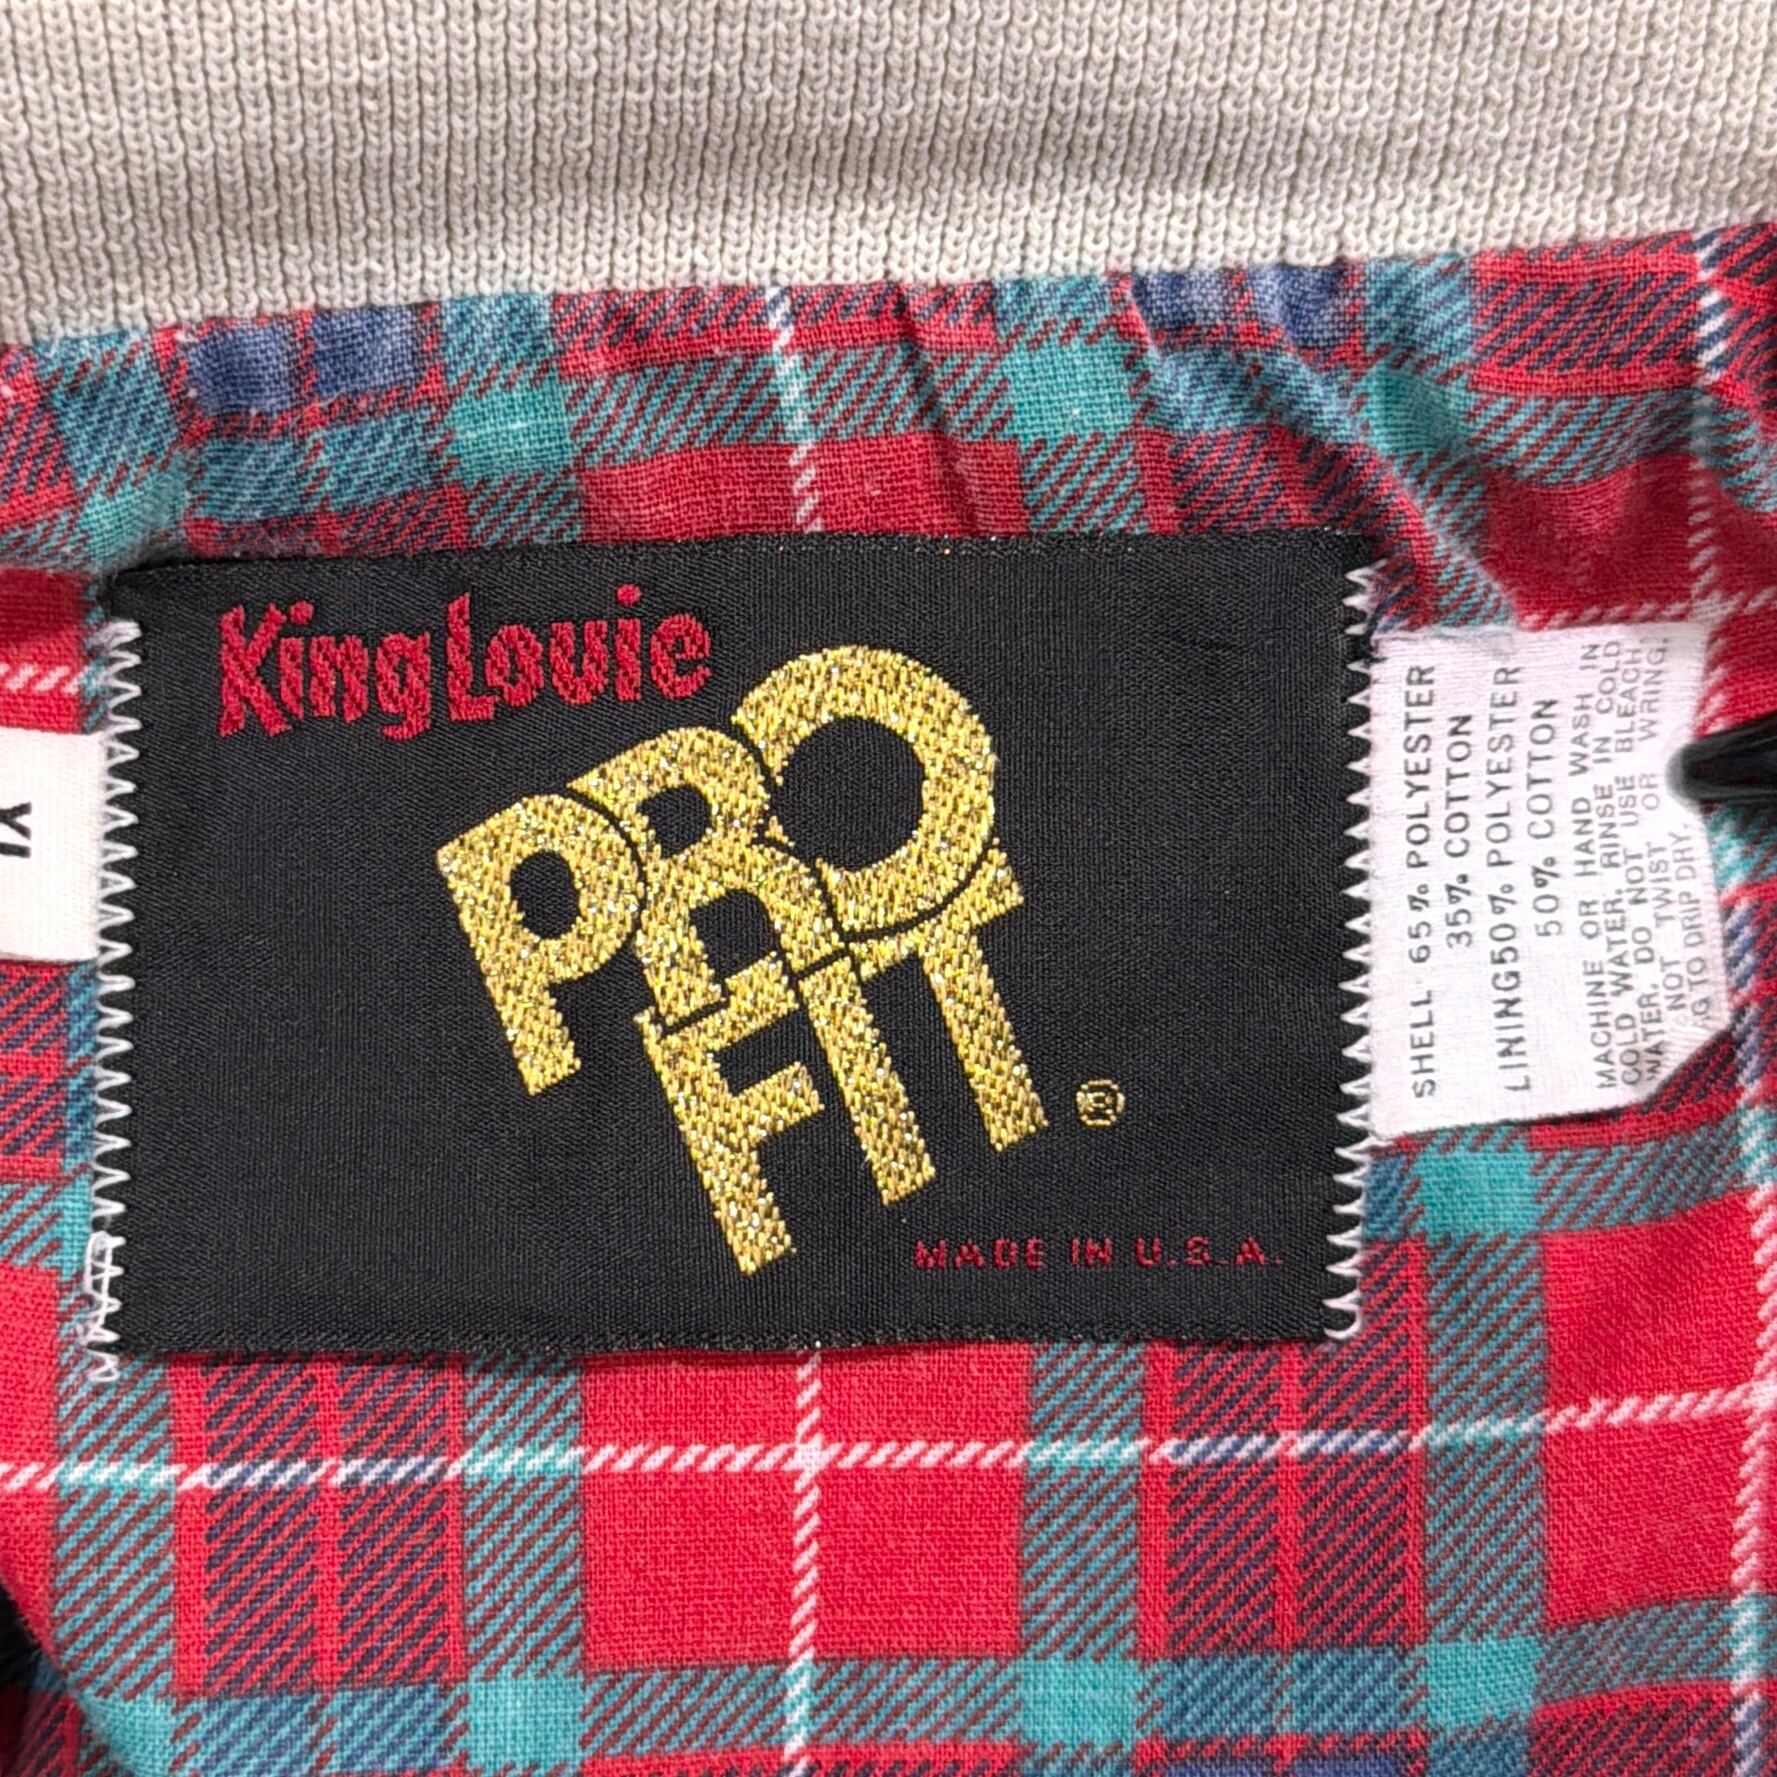 King Louie
PRO
FIT
®
MADE IN U.S.A.
XL
SHELL 65% POLYESTER
35% COTTON
LINING 50% POLYESTER
50% COTTON
MACHINE OR HAND WASH IN
COLD WATER, RINSE IN COLD
WATER. DO NOT USE BLEACH.
NOT TWIST OR WRING.
G TO DRIP DRY.